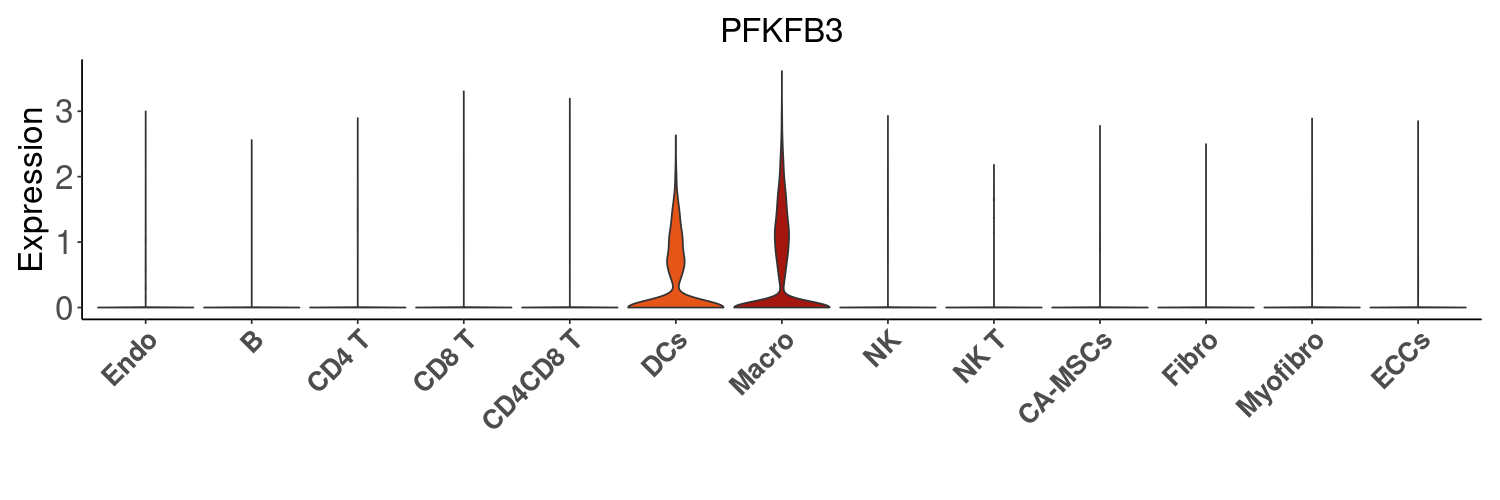 PFKFB3
Expression
3
2
1
0
Endo
B
CD4 T
CD8 T
CD4CD8 T
DCs
Macro
NK
NK T
CA-MSCs
Fibro
Myofibro
ECCs